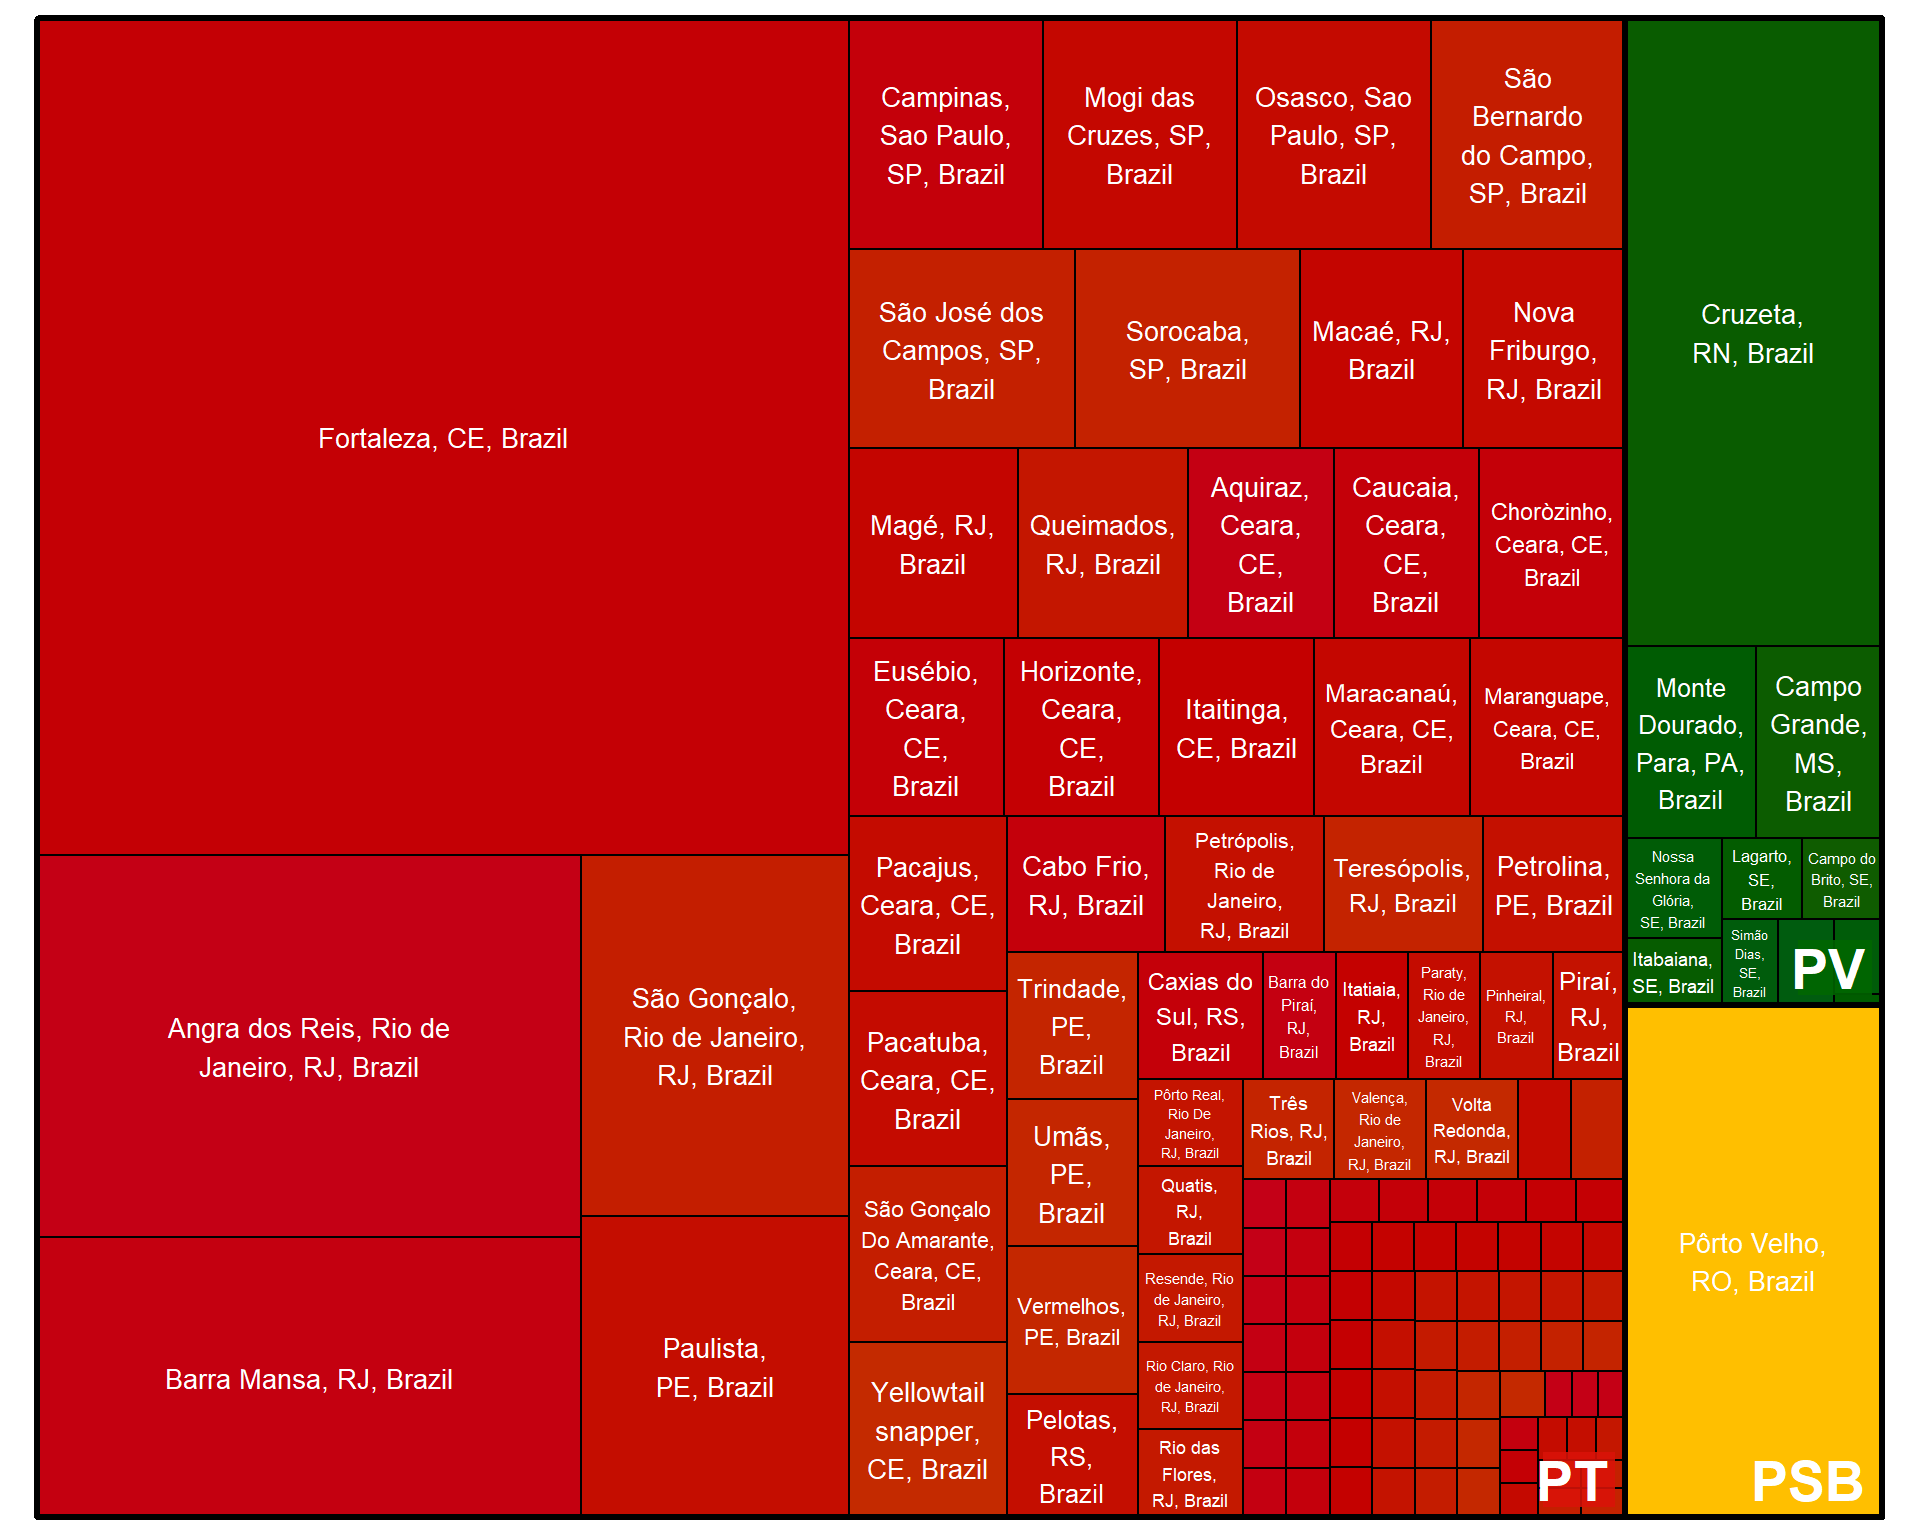 Fortaleza, CE, Brazil
Angra dos Reis, Rio de
Janeiro, RJ, Brazil
Barra Mansa, RJ, Brazil
São Gonçalo,
Rio de Janeiro,
RJ, Brazil
Paulista,
PE, Brazil
Campinas,
Sao Paulo,
SP, Brazil
Mogi das
Cruzes, SP,
Brazil
Osasco, Sao
Paulo, SP,
Brazil
São
Bernardo
do Campo,
SP, Brazil
São José dos
Campos, SP,
Brazil
Sorocaba,
SP, Brazil
Macaé, RJ,
Brazil
Nova
Friburgo,
RJ, Brazil
Magé, RJ,
Brazil
Queimados,
RJ, Brazil
Aquiraz,
Ceara,
CE,
Brazil
Caucaia,
Ceara,
CE,
Brazil
Choròzinho,
Ceara, CE,
Brazil
Eusébio,
Ceara,
CE,
Brazil
Horizonte,
Ceara,
CE,
Brazil
Itaitinga,
CE, Brazil
Maracanaú,
Ceara, CE,
Brazil
Maranguape,
Ceara, CE,
Brazil
Pacajus,
Ceara, CE,
Brazil
Pacatuba,
Ceara, CE,
Brazil
São Gonçalo
Do Amarante,
Ceara, CE,
Brazil
Yellowtail
snapper,
CE, Brazil
Cabo Frio,
RJ, Brazil
Petrópolis,
Rio de
Janeiro,
RJ, Brazil
Teresópolis,
RJ, Brazil
Petrolina,
PE, Brazil
Trindade,
PE,
Brazil
Umãs,
PE,
Brazil
Vermelhos,
PE, Brazil
Pelotas,
RS,
Brazil
Caxias do
Sul, RS,
Brazil
Barra do
Piraí,
RJ,
Brazil
Itatiaia,
RJ,
Brazil
Paraty,
Rio de
Janeiro,
RJ,
Brazil
Pinheiral,
RJ,
Brazil
Piraí,
RJ,
Brazil
Pôrto Real,
Rio De
Janeiro,
RJ, Brazil
Quatis,
RJ,
Brazil
Resende, Rio
de Janeiro,
RJ, Brazil
Rio Claro, Rio
de Janeiro,
RJ, Brazil
Rio das
Flores,
RJ, Brazil
Três
Rios, RJ,
Brazil
Valença,
Rio de
Janeiro,
RJ, Brazil
Volta
Redonda,
RJ, Brazil
PT
Cruzeta,
RN, Brazil
Monte
Dourado,
Para, PA,
Brazil
Campo
Grande,
MS,
Brazil
Nossa
Senhora da
Glória,
SE, Brazil
Itabaiana,
SE, Brazil
Lagarto,
SE,
Brazil
Campo do
Brito, SE,
Brazil
Simão
Dias,
SE,
Brazil
PV
Pôrto Velho,
RO, Brazil
PSB